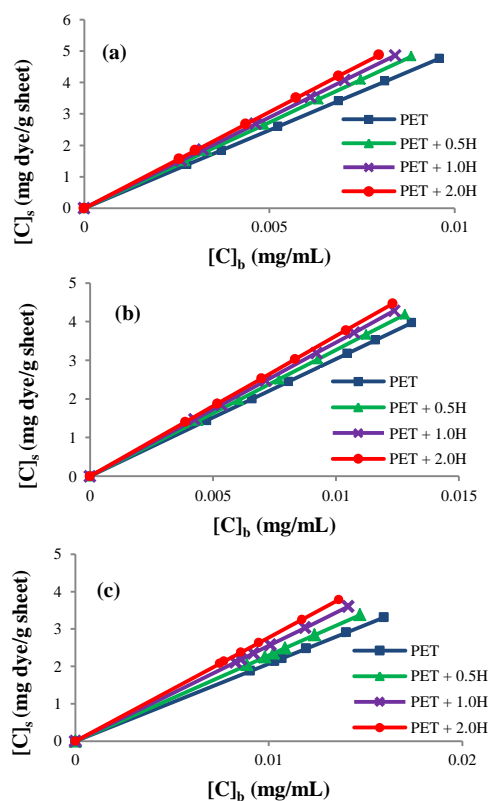 (a)
6
5
4
3
2
1
0
0
0.005
0.01
[C]s (mg dye/g sheet)
[C]b (mg/mL)
PET
PET + 0.5H
PET + 1.0H
PET + 2.0H
(b)
5
4
3
2
1
0
0
0.005
0.01
0.015
[C]s (mg dye/g sheet)
[C]b (mg/mL)
PET
PET + 0.5H
PET + 1.0H
PET + 2.0H
(c)
5
4
3
2
1
0
0
0.01
0.02
[C]s (mg dye/g sheet)
[C]b (mg/mL)
PET
PET + 0.5H
PET + 1.0H
PET + 2.0H